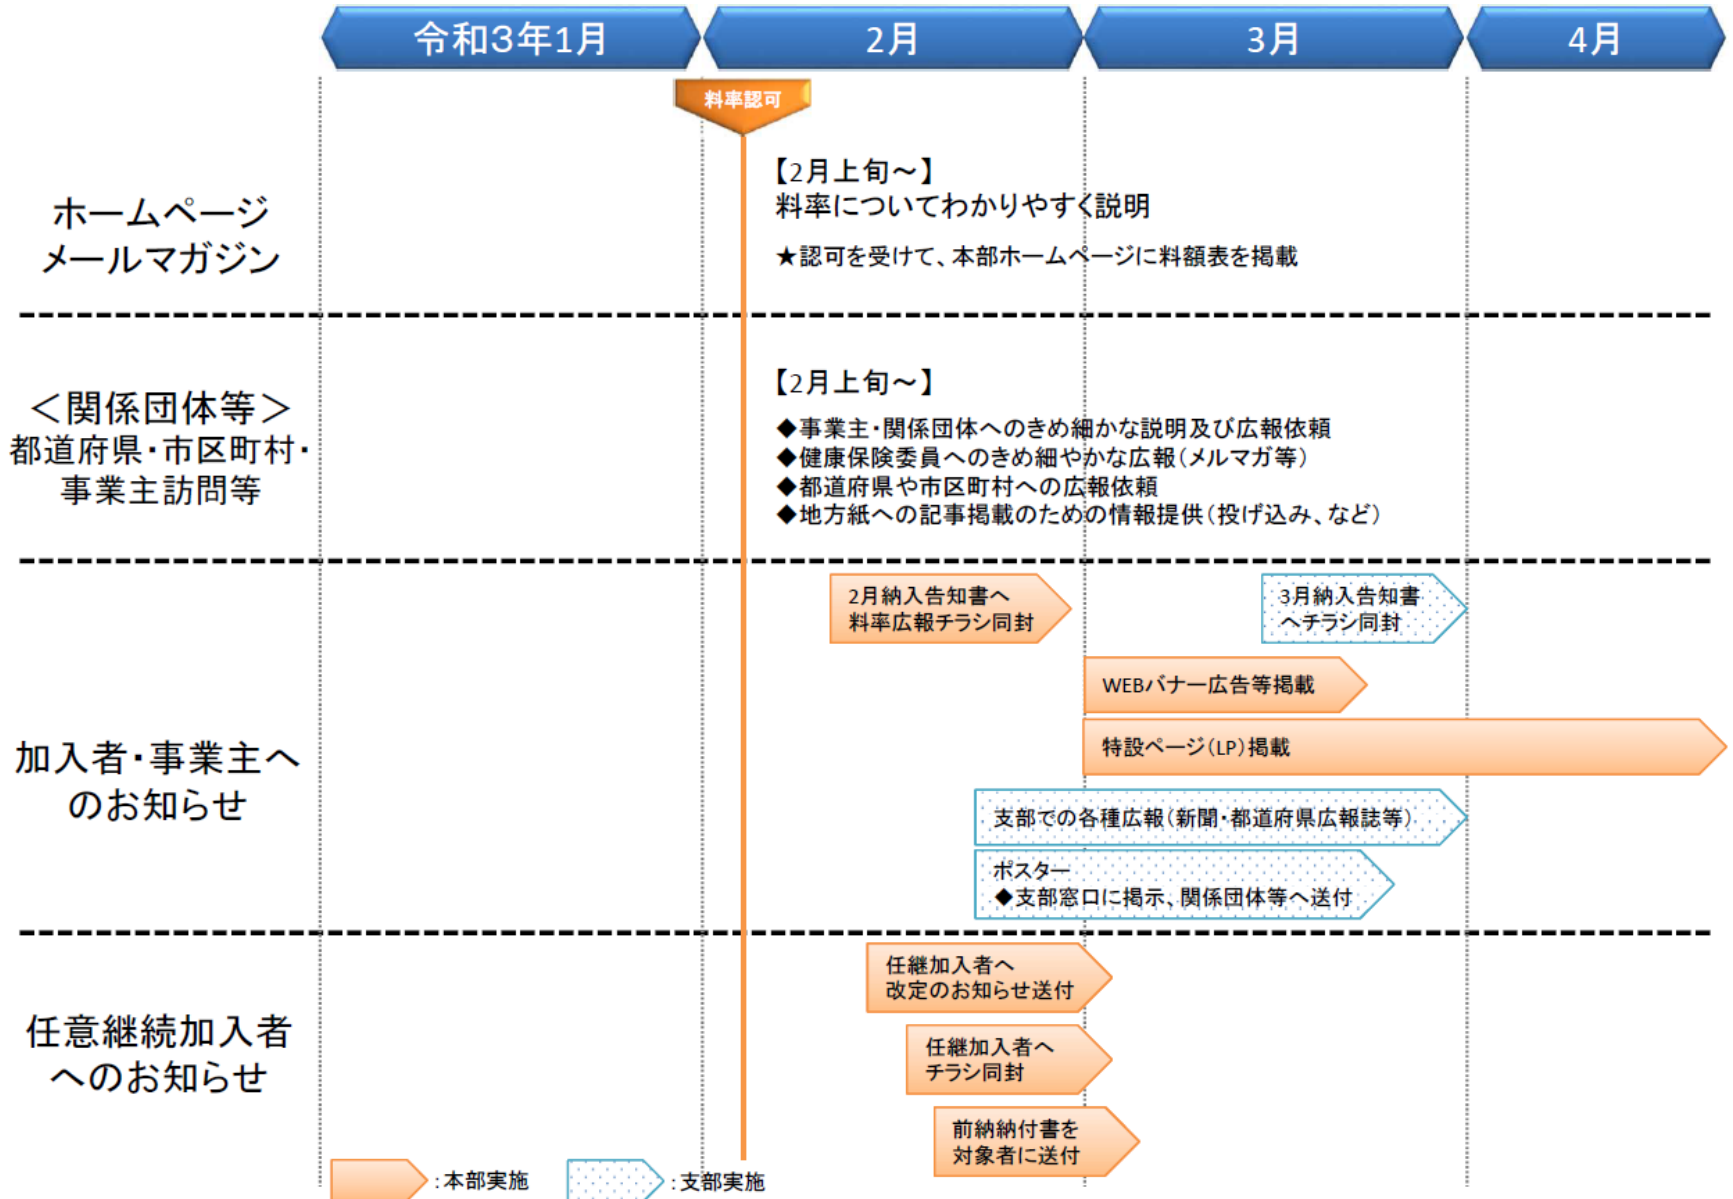 令和3年1月
2月
3月
4月
料率認可
ホームページ
メールマガジン
【2月上旬～】
料率についてわかりやすく説明
★認可を受けて、本部ホームページに料額表を掲載
＜関係団体等＞
都道府県・市区町村・
事業主訪問等
【2月上旬～】
◆事業主・関係団体へのきめ細かな説明及び広報依頼
◆健康保険委員へのきめ細やかな広報（メルマガ等）
◆都道府県や市区町村への広報依頼
◆地方紙への記事掲載のための情報提供（投げ込み、など）
加入者・事業主へ
のお知らせ
2月納入告知書へ
料率広報チラシ同封
3月納入告知書
へチラシ同封
WEBバナー広告等掲載
特設ページ（LP）掲載
支部での各種広報（新聞・都道府県広報誌等）
ポスター
◆支部窓口に掲示、関係団体等へ送付
任意継続加入者
へのお知らせ
任継加入者へ
改定のお知らせ送付
任継加入者へ
チラシ同封
前納納付書を
対象者に送付
：本部実施
：支部実施